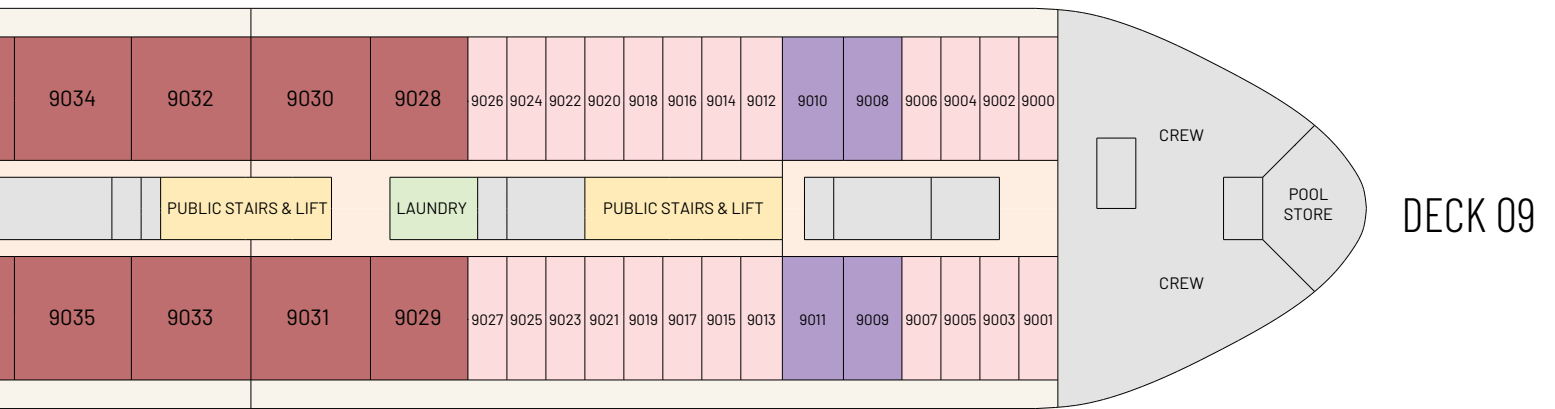 9034 9032 9030 9028 9026 9024 9022 9020 9018 9016 9014 9012 9010 9008 9006 9004 9002 9000
CREW
PUBLIC STAIRS & LIFT LAUNDRY PUBLIC STAIRS & LIFT
POOL
STORE
DECK 09
CREW
9035 9033 9031 9029 9027 9025 9023 9021 9019 9017 9015 9013 9011 9009 9007 9005 9003 9001